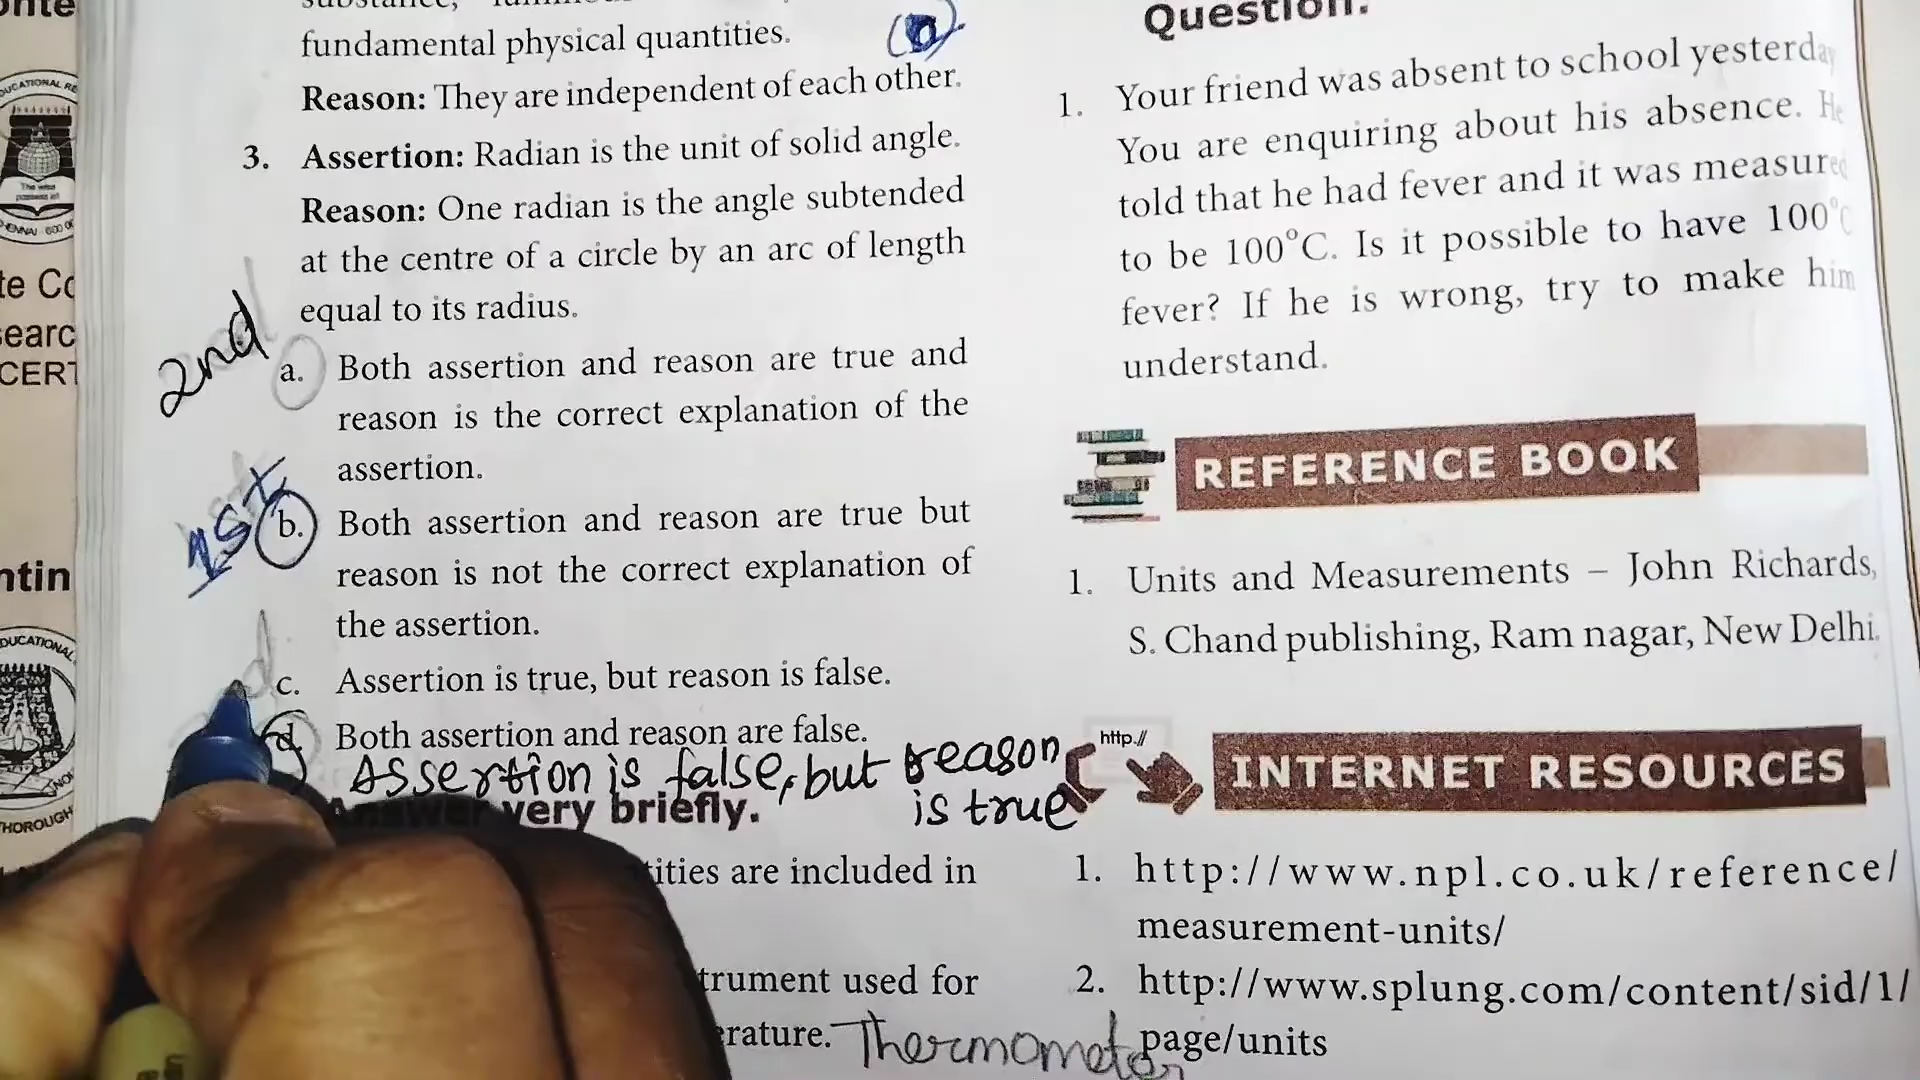 fundamental physical quantities.
(a)
Reason: They are independent of each other.
3. Assertion: Radian is the unit of solid angle.
Reason: One radian is the angle subtended
at the centre of a circle by an arc of length
equal to its radius.
2nd
a. Both assertion and reason are true and
reason is the correct explanation of the
assertion.
1st
b. Both assertion and reason are true but
reason is not the correct explanation of
the assertion.
c. Assertion is true, but reason is false.
d. Both assertion and reason are false.
Assertion is false, but reason
is true
Answer very briefly.
are included in
used for
Thermometer
Question:
1. Your friend was absent to school yesterday
You are enquiring about his absence. He
told that he had fever and it was measured
to be 100°C. Is it possible to have 100°C
fever? If he is wrong, try to make him
understand.
REFERENCE BOOK
1. Units and Measurements – John Richards,
S. Chand publishing, Ram nagar, New Delhi.
http://
INTERNET RESOURCES
1. http://www.npl.co.uk/reference/
measurement-units/
2. http://www.splung.com/content/sid/1/
page/units